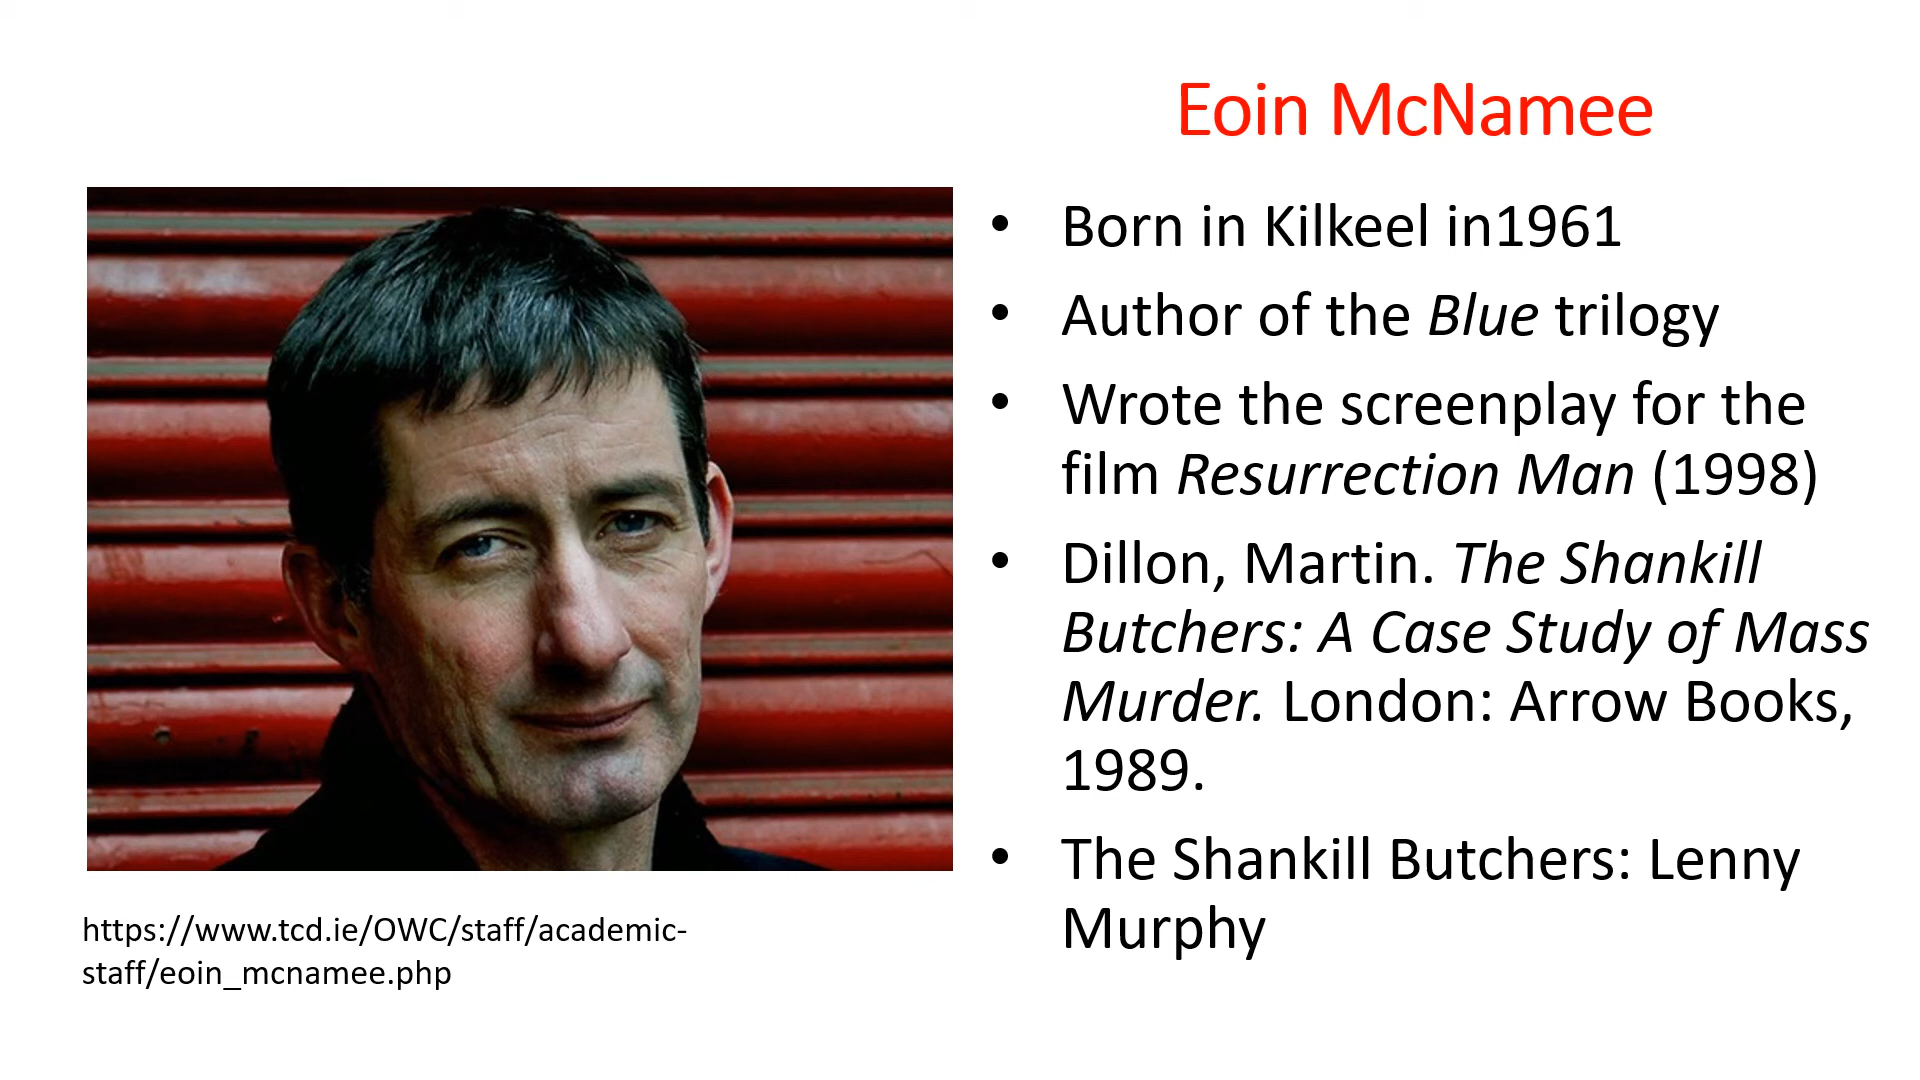 Eoin McNamee
• Born in Kilkeel in1961
• Author of the Blue trilogy
• Wrote the screenplay for the
film Resurrection Man (1998)
• Dillon, Martin. The Shankill
Butchers: A Case Study of Mass
Murder. London: Arrow Books,
1989.
• The Shankill Butchers: Lenny
Murphy
https://www.tcd.ie/OWC/staff/academic-
staff/eoin_mcnamee.php